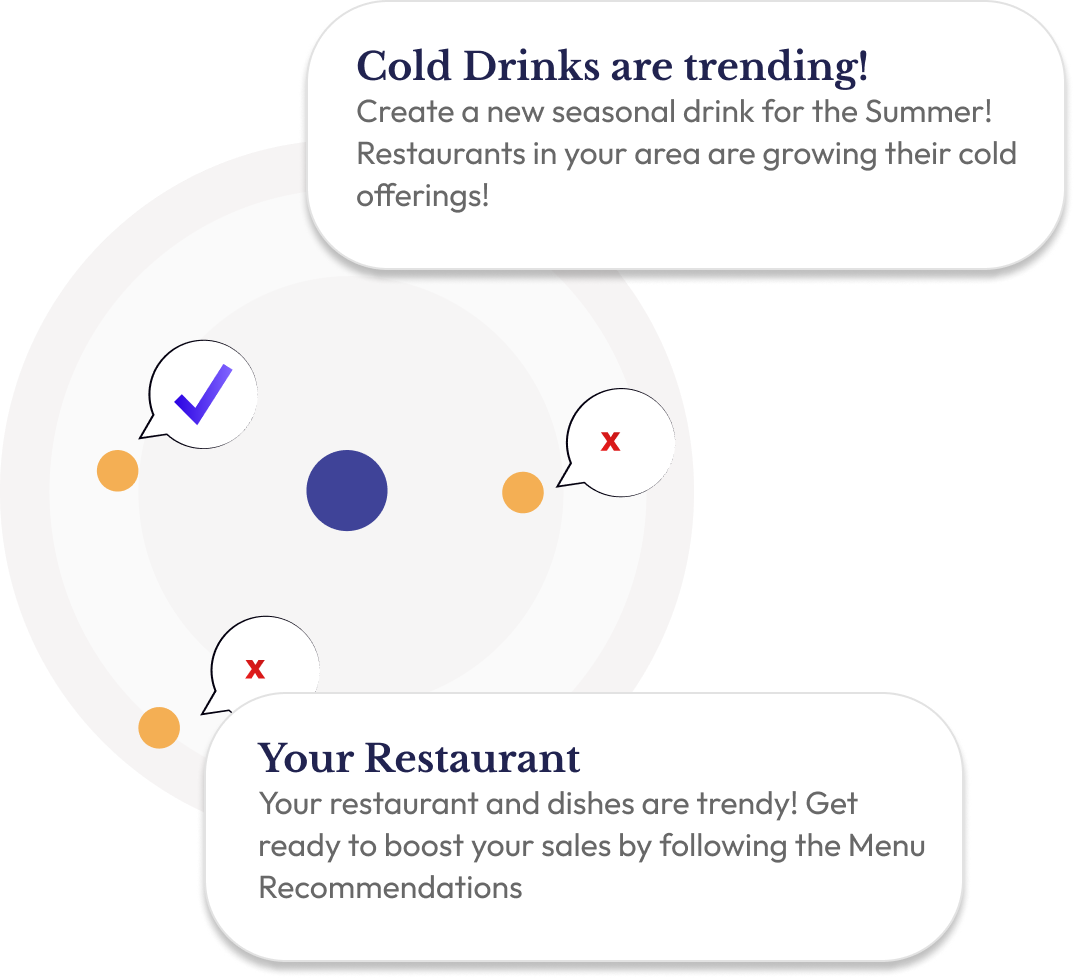 Cold Drinks are trending!
Create a new seasonal drink for the Summer!
Restaurants in your area are growing their cold
offerings!
x
x
Your Restaurant
Your restaurant and dishes are trendy! Get
ready to boost your sales by following the Menu
Recommendations